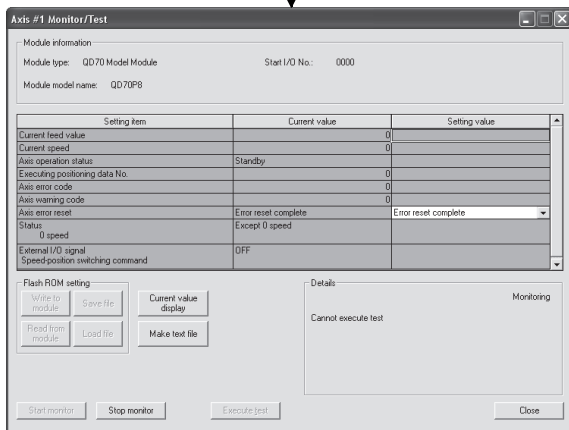 Axis #1 Monitor/Test
Module information
Module type: QD70 Model Module Start I/O No.: 0000
Module model name: QD70P8
Setting item Current value Setting value
Current feed value 0
Current speed 0
Axis operation status Standby
Executing positioning data No. 0
Axis error code 0
Axis warning code 0
Axis error reset Error reset complete Error reset complete
Status Except 0 speed
0 speed
External I/O signal OFF
Speed-position switching command
Flash ROM setting
Write to module
Save file
Current value display
Read from module
Load file
Make text file
Details
Monitoring
Cannot execute test
Start monitor Stop monitor Execute test Close